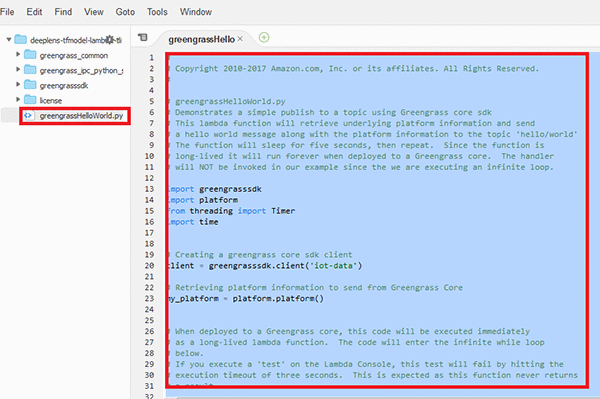 File Edit Find View Goto Tools Window
deeplens-tfmodel-lambda
greengrass_common
greengrass_ipc_python_s
greengrasssdk
license
greengrassHelloWorld.py
greengrassHello ×
1 #
2 # Copyright 2010-2017 Amazon.com, Inc. or its affiliates. All Rights Reserved.
3 #
4
5 # greengrassHelloWorld.py
6 # Demonstrates a simple publish to a topic using Greengrass core sdk
7 # This lambda function will retrieve underlying platform information and send
8 # a hello world message along with the platform information to the topic 'hello/world'
9 # The function will sleep for five seconds, then repeat. Since the function is
10 # long-lived it will run forever when deployed to a Greengrass core. The handler
11 # will NOT be invoked in our example since the we are executing an infinite loop.
12
13 import greengrasssdk
14 import platform
15 from threading import Timer
16 import time
17
18
19 # Creating a greengrass core sdk client
20 client = greengrasssdk.client('iot-data')
21
22 # Retrieving platform information to send from Greengrass Core
23 my_platform = platform.platform()
24
25
26 # When deployed to a Greengrass core, this code will be executed immediately
27 # as a long-lived lambda function. The code will enter the infinite while loop
28 # below.
29 # If you execute a 'test' on the Lambda Console, this test will fail by hitting the
30 # execution timeout of three seconds. This is expected as this function never returns
31 # a result.
32